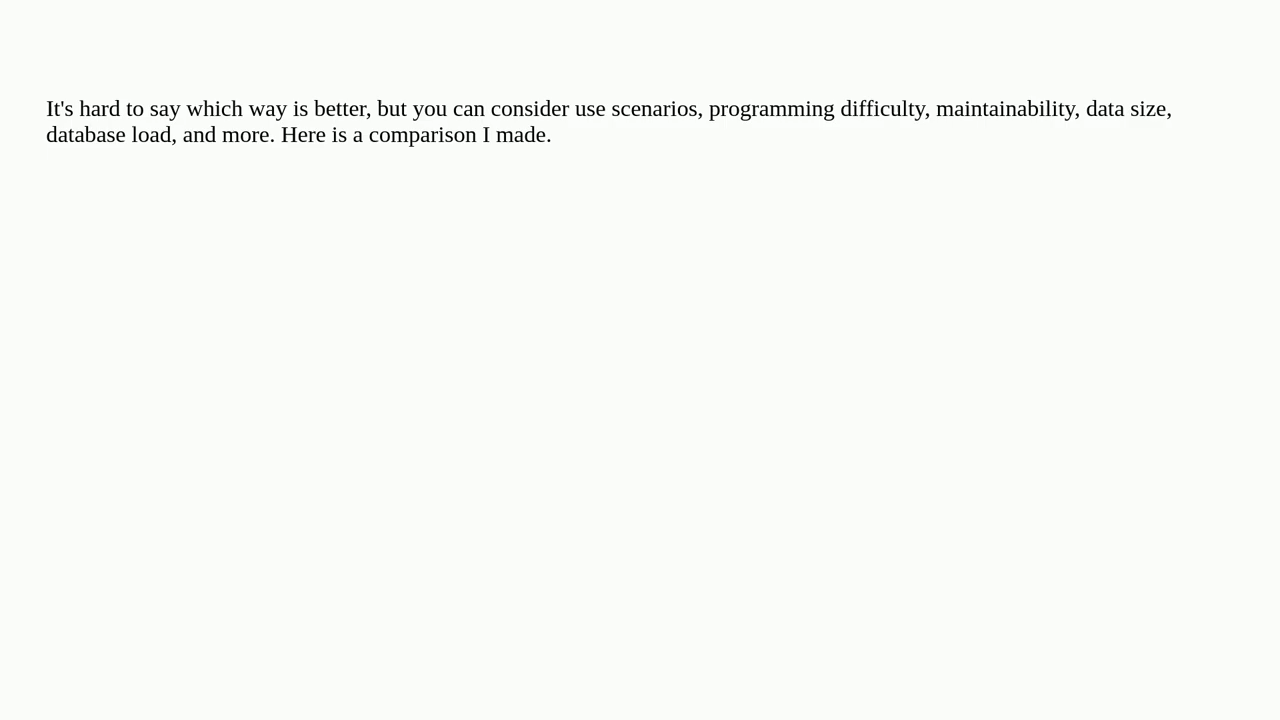 It's hard to say which way is better, but you can consider use scenarios, programming difficulty, maintainability, data size,
database load, and more. Here is a comparison I made.